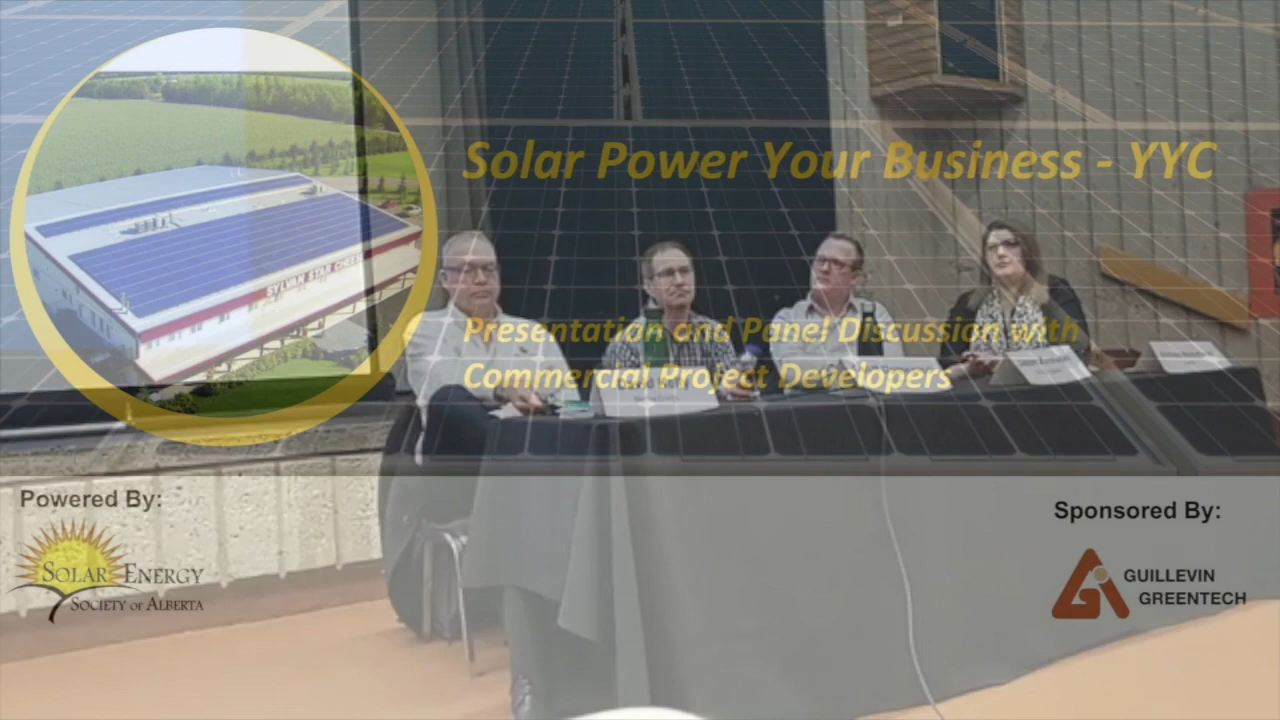 Solar Power Your Business - YYC
SYLVAN STAR CHEESE
Presentation and Panel Discussion with
Commercial Project Developers
Powered By:
SOLAR ENERGY
SOCIETY OF ALBERTA
Sponsored By:
GUILLEVIN
GREENTECH